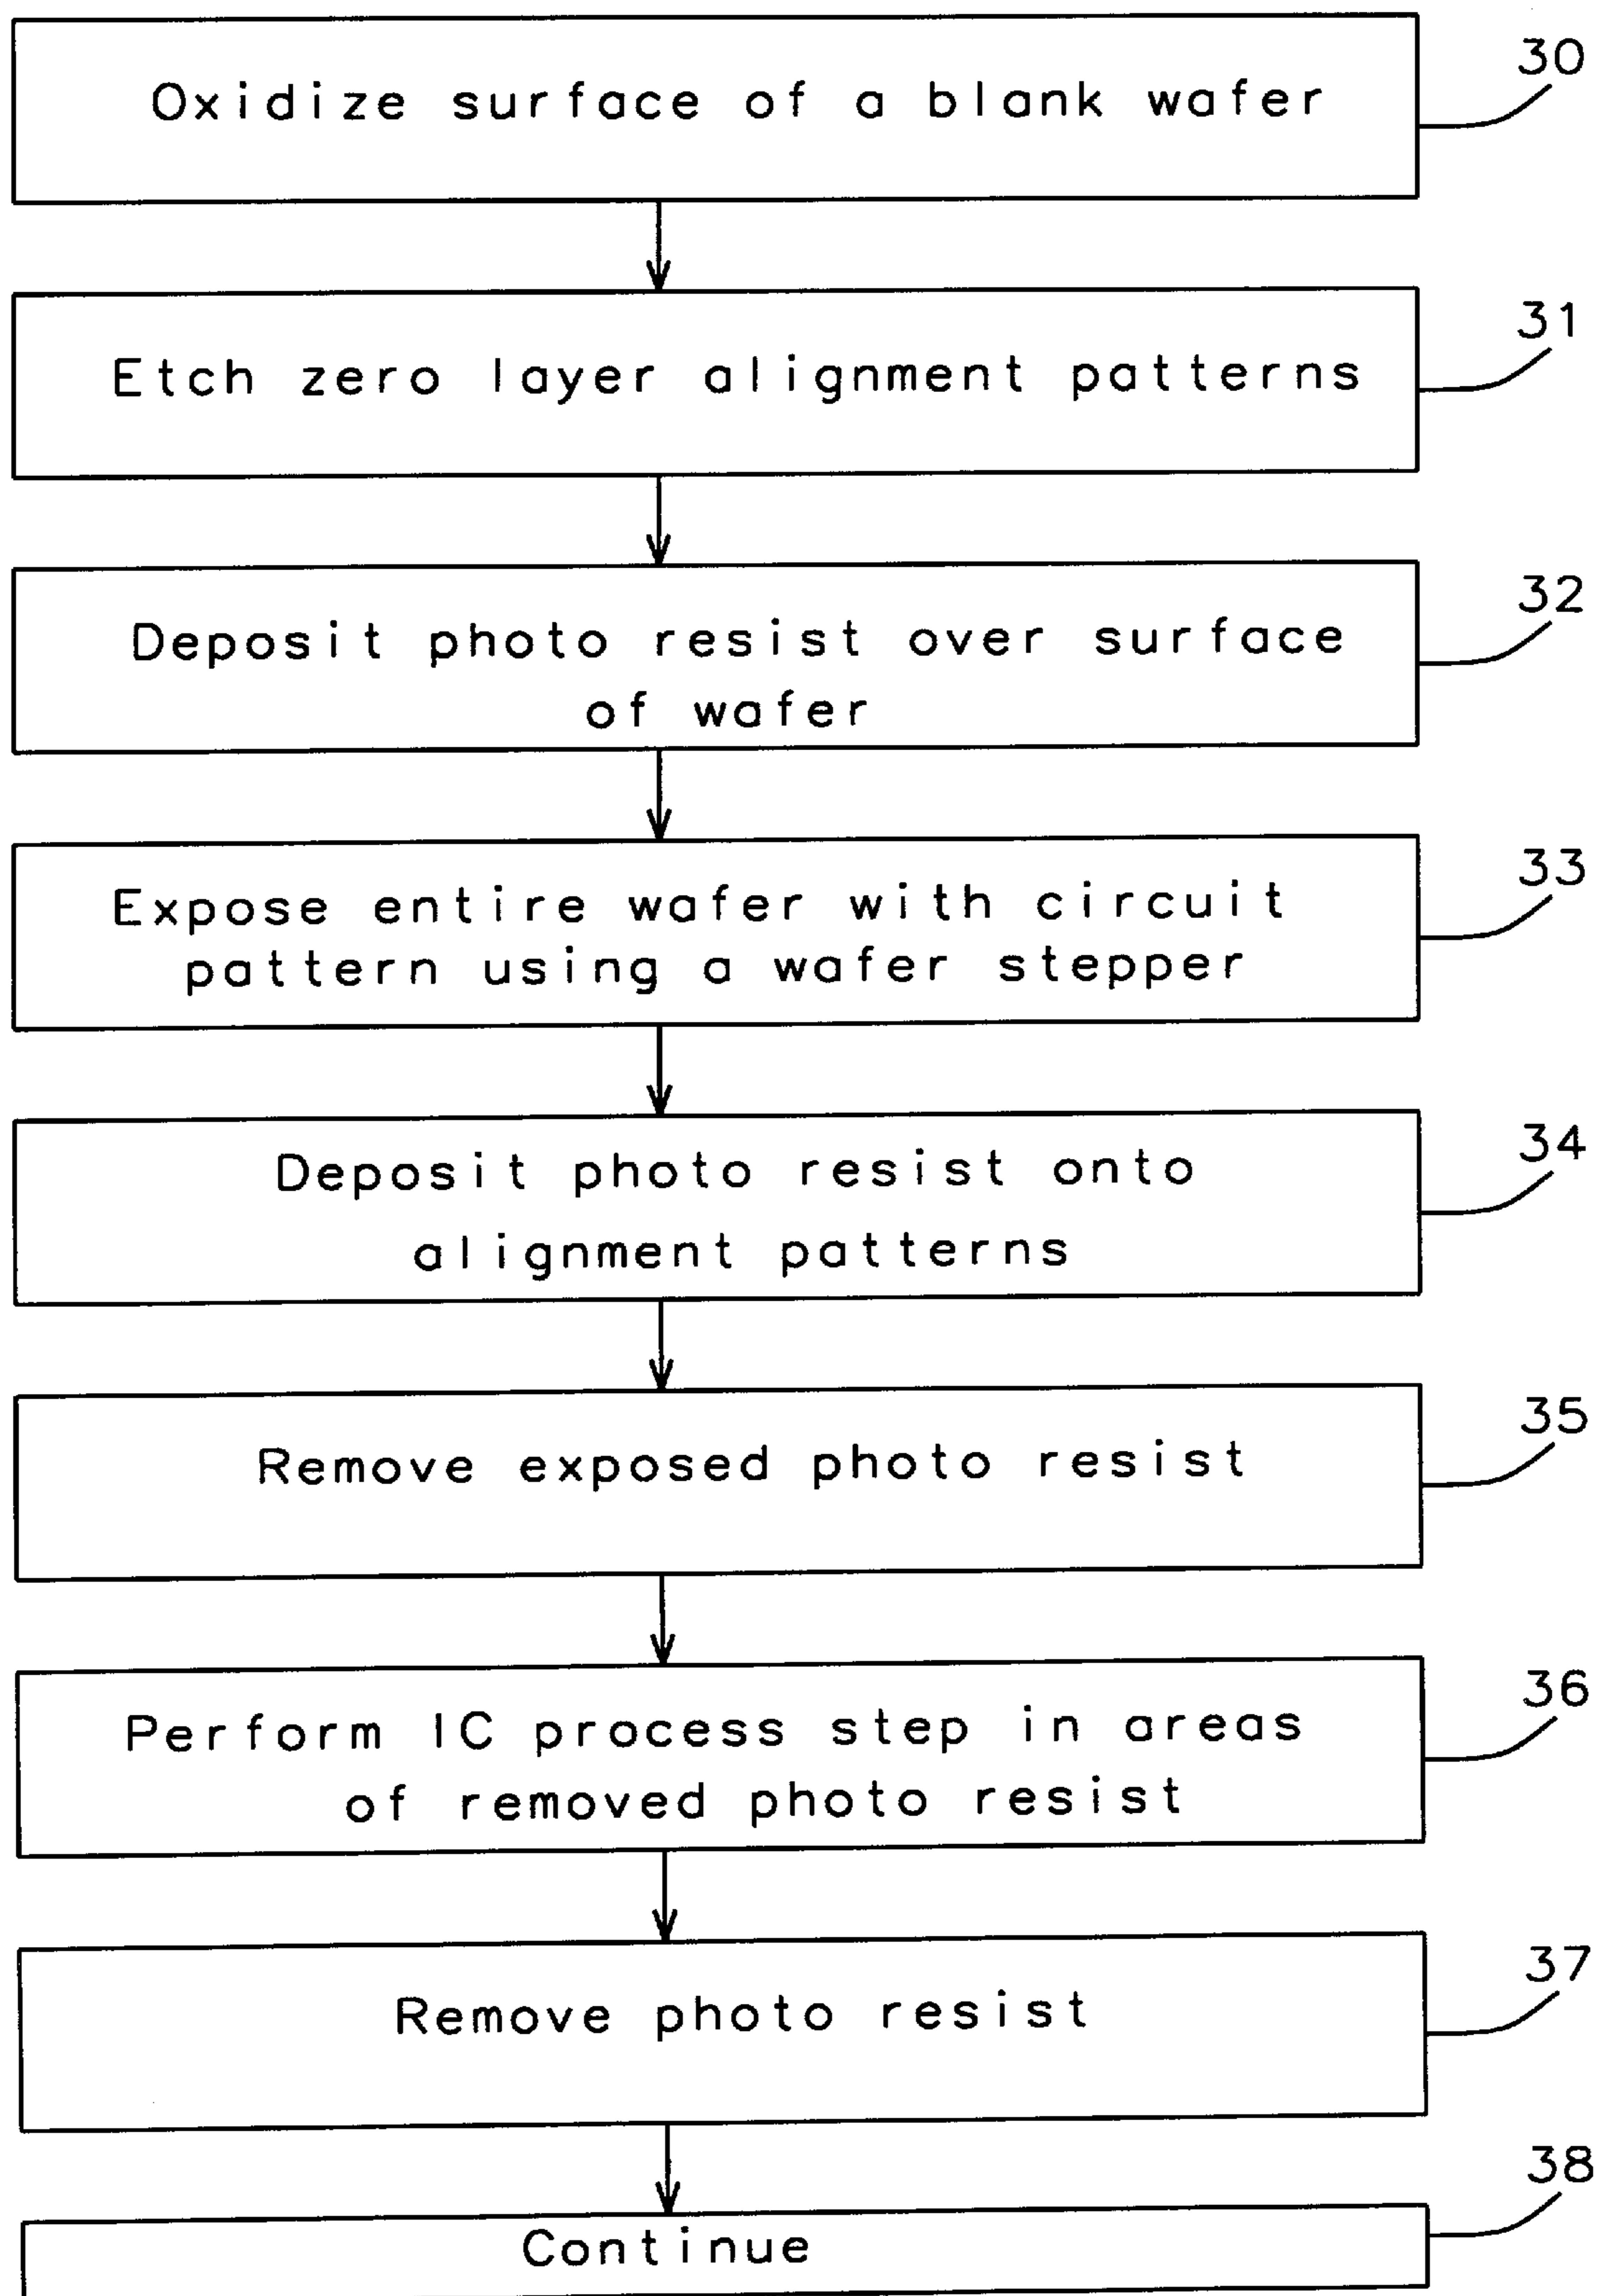 30
Oxidize surface of a blank wafer
31
Etch zero layer alignment patterns
32
Deposit photo resist over surface
of wafer
33
Expose entire wafer with circuit
pattern using a wafer stepper
34
Deposit photo resist onto
alignment patterns
35
Remove exposed photo resist
36
Perform IC process step in areas
of removed photo resist
37
Remove photo resist
38
Continue